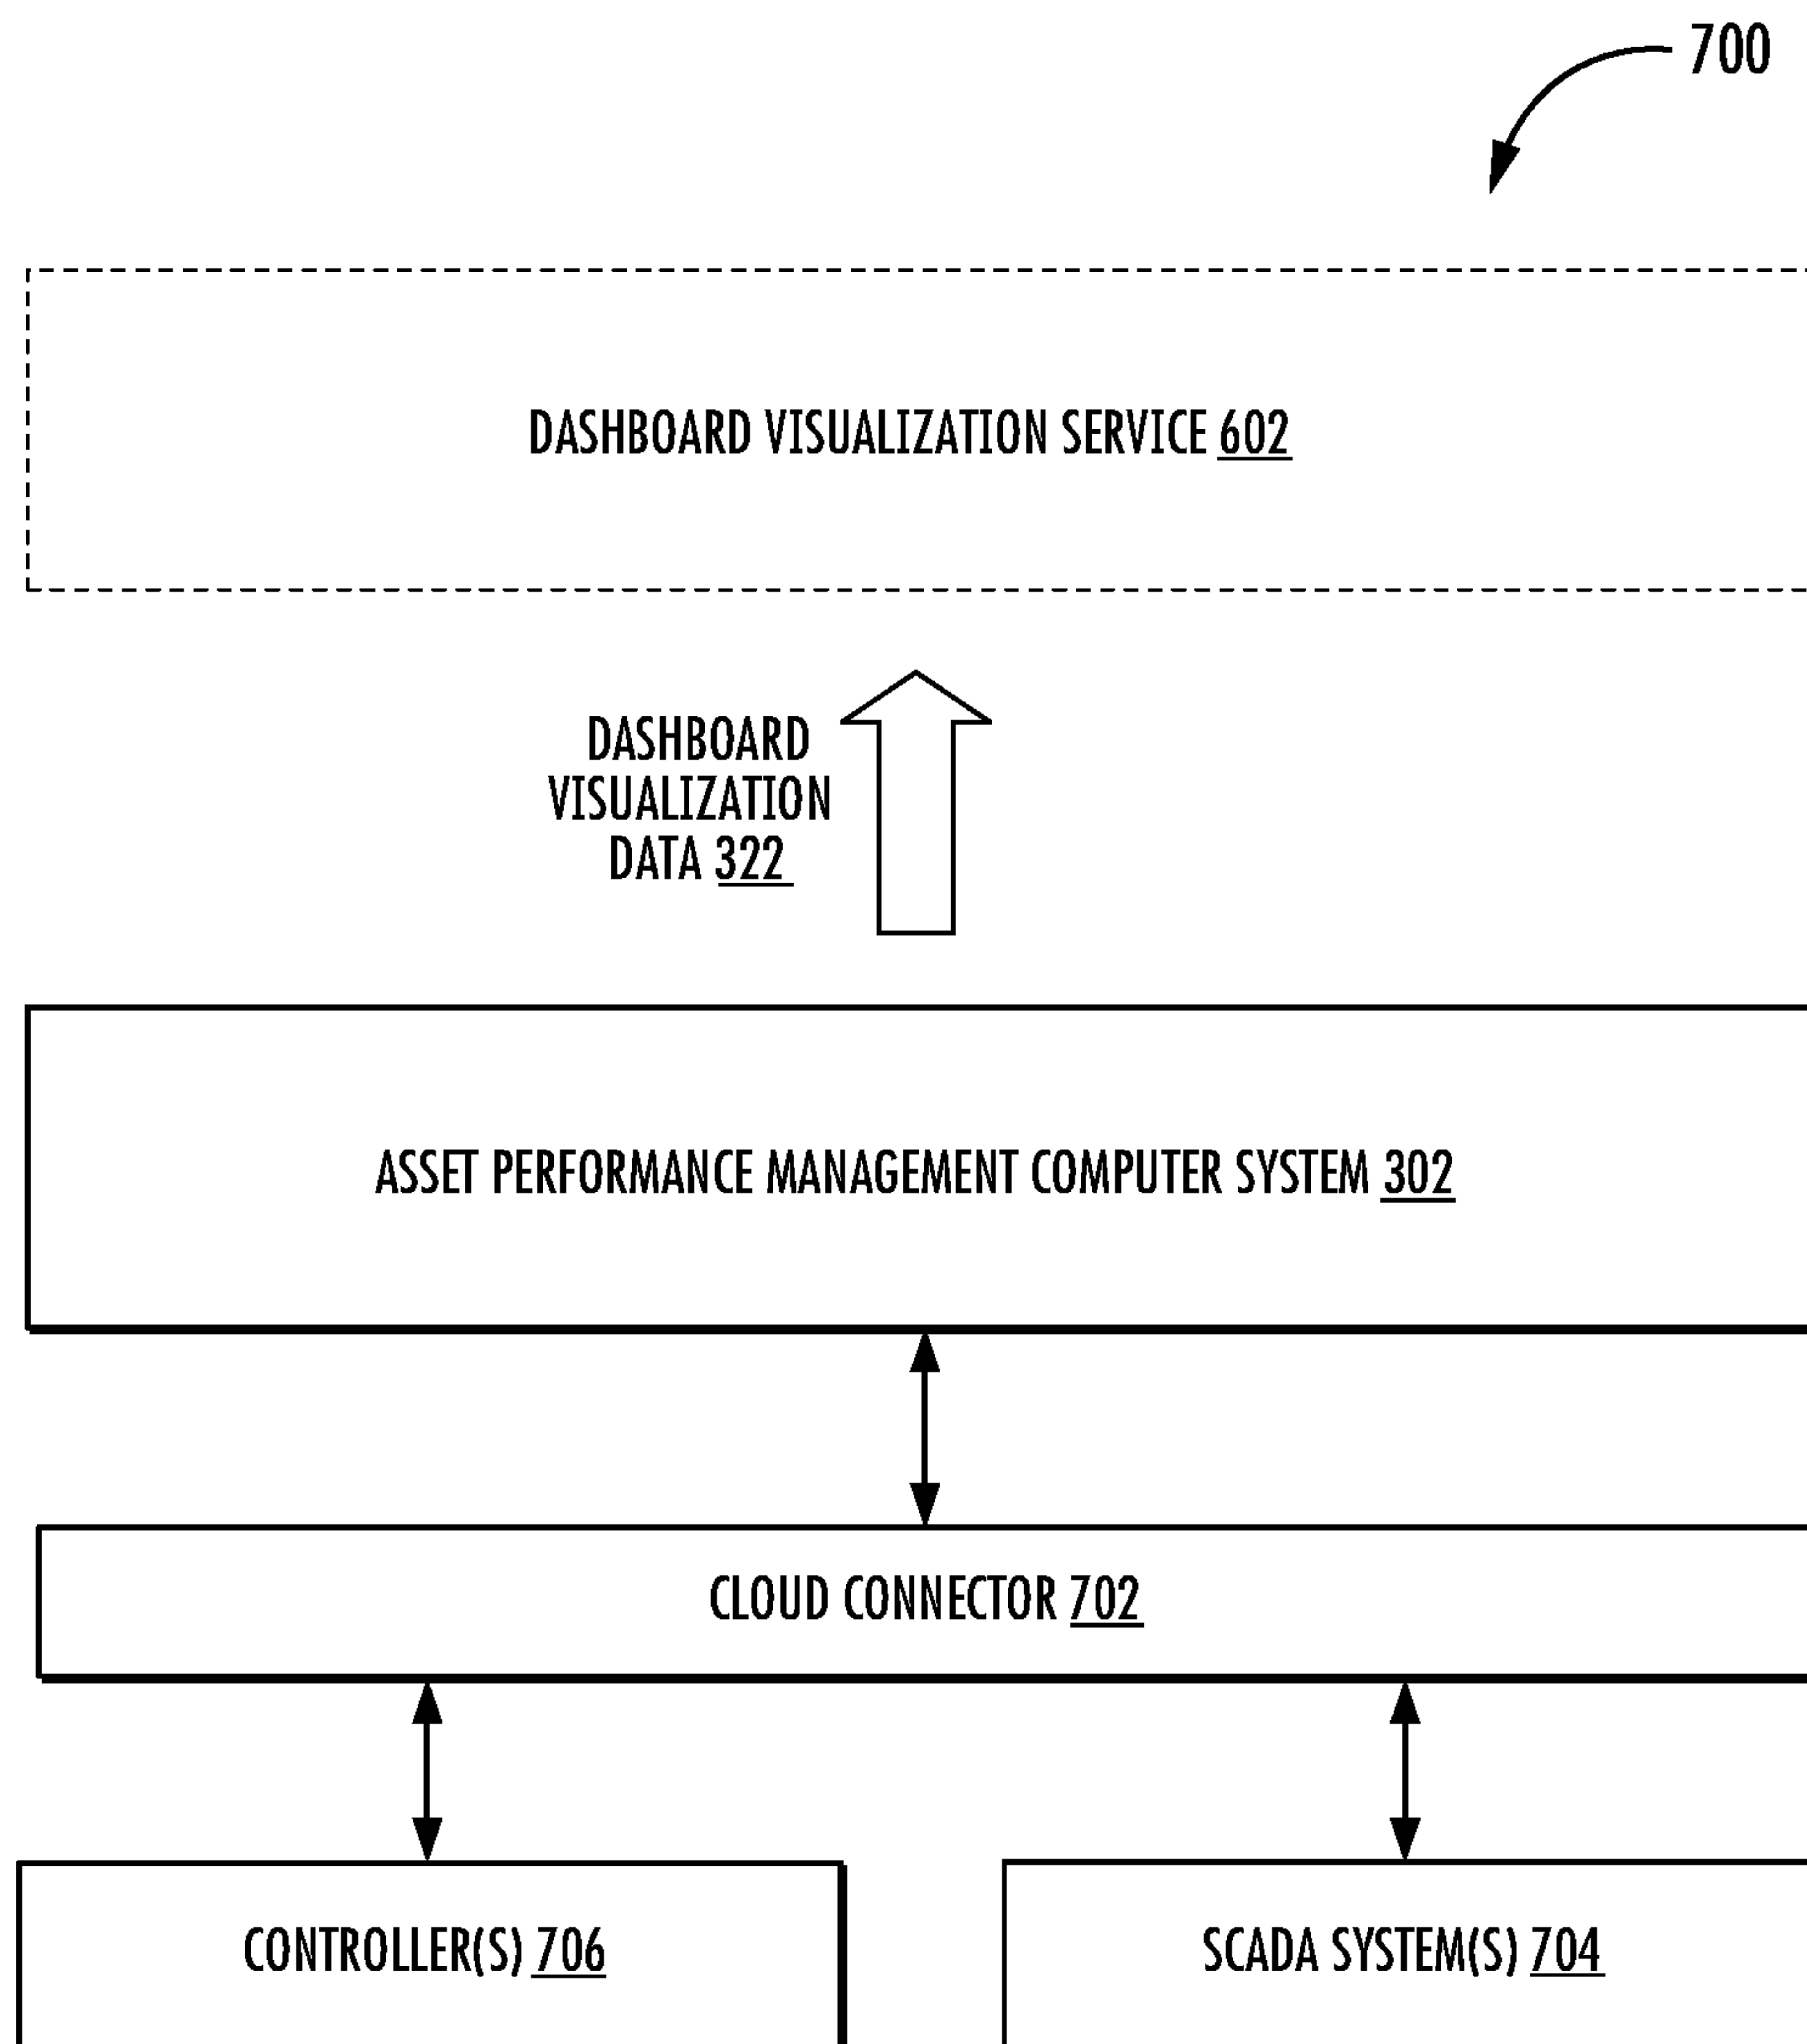 700
DASHBOARD VISUALIZATION SERVICE 602
DASHBOARD
VISUALIZATION
DATA 322
ASSET PERFORMANCE MANAGEMENT COMPUTER SYSTEM 302
CLOUD CONNECTOR 702
CONTROLLER(S) 706
SCADA SYSTEM(S) 704